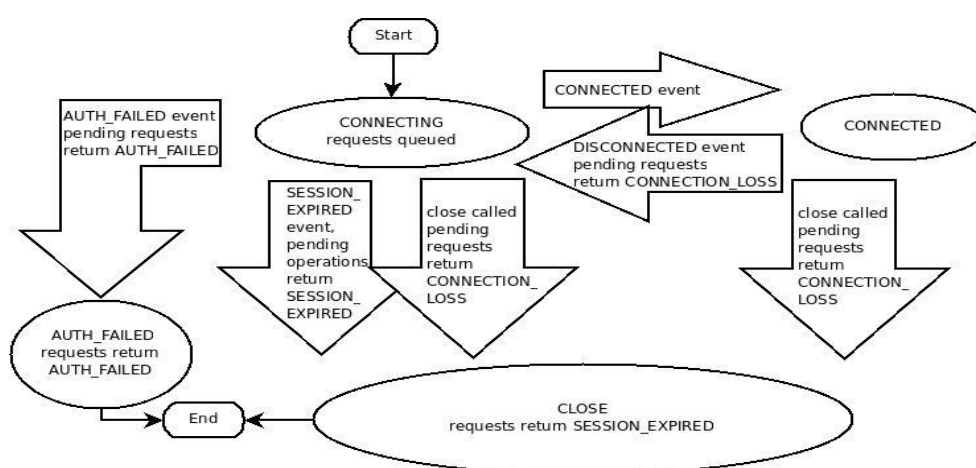 Start
CONNECTED event
AUTH_FAILED event
pending requests
return AUTH_FAILED
CONNECTING
requests queued
CONNECTED
DISCONNECTED event
pending requests
return CONNECTION_LOSS
SESSION_
EXPIRED
event,
pending
operations
return
SESSION_
EXPIRED
close called
pending
requests
return
CONNECTION_
LOSS
close called
pending
requests
return
CONNECTION_
LOSS
AUTH_FAILED
requests return
AUTH_FAILED
End
CLOSE
requests return SESSION_EXPIRED